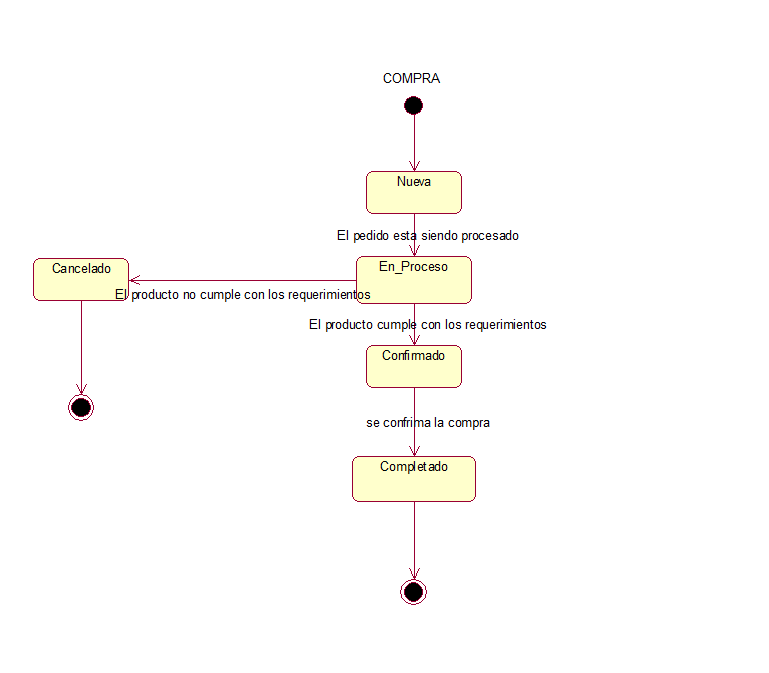 COMPRA
Nueva
El pedido esta siendo procesado
En_Proceso
Cancelado
El producto no cumple con los requerimientos
El producto cumple con los requerimientos
Confirmado
se confrima la compra
Completado